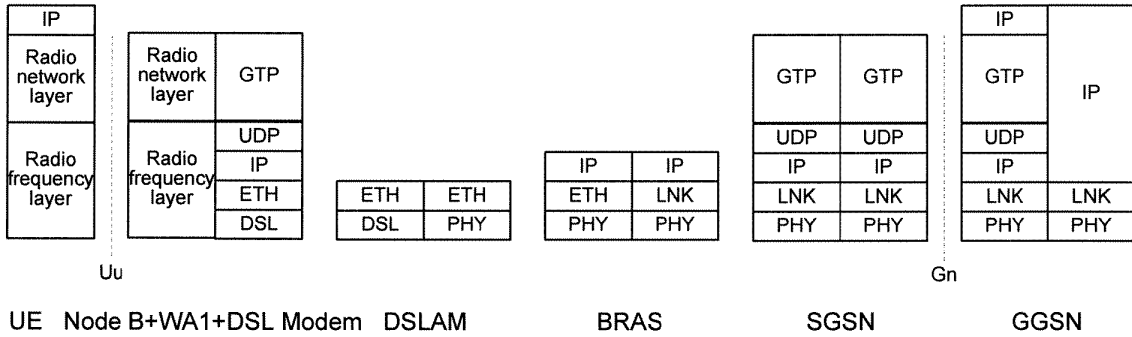 IP
Radio
network
layer
Radio
frequency
layer
Radio
network
layer
GTP
Radio
frequency
layer
UDP
IP
ETH
DSL
ETH ETH
DSL PHY
IP IP
ETH LNK
PHY PHY
GTP GTP
UDP UDP
IP IP
LNK LNK
PHY PHY
IP
GTP
IP
UDP
IP
LNK LNK
PHY PHY
Uu
Gn
UE Node B+WA1+DSL Modem DSLAM BRAS SGSN GGSN